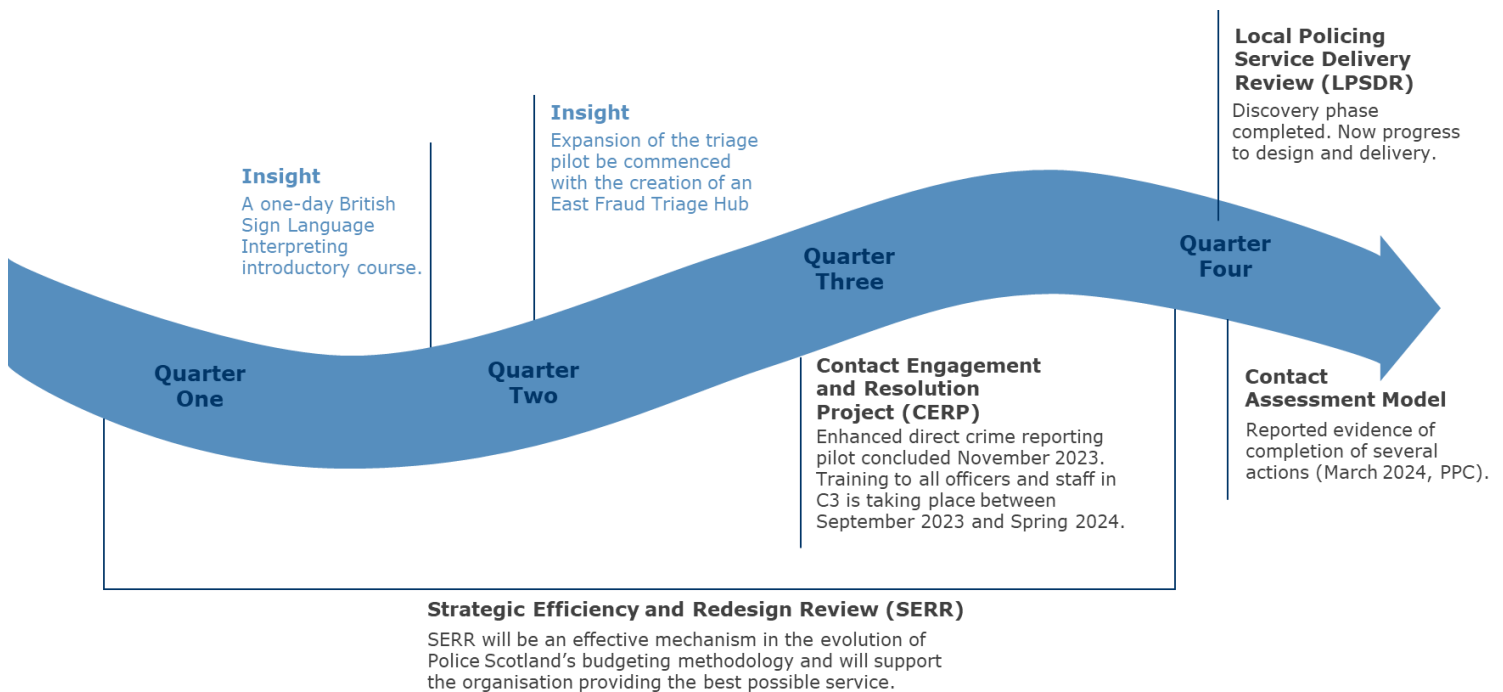 Local Policing
Service Delivery
Review (LPSDR)
Discovery phase
completed. Now progress
to design and delivery.
Insight
Expansion of the triage
pilot be commenced
with the creation of an
East Fraud Triage Hub
Insight
A one-day British
Sign Language
Interpreting
introductory course.
Quarter
One
Quarter
Two
Quarter
Three
Quarter
Four
Contact Engagement
and Resolution
Project (CERP)
Enhanced direct crime reporting
pilot concluded November 2023.
Training to all officers and staff in
C3 is taking place between
September 2023 and Spring 2024.
Contact
Assessment Model
Reported evidence of
completion of several
actions (March 2024, PPC).
Strategic Efficiency and Redesign Review (SERR)
SERR will be an effective mechanism in the evolution of
Police Scotland’s budgeting methodology and will support
the organisation providing the best possible service.